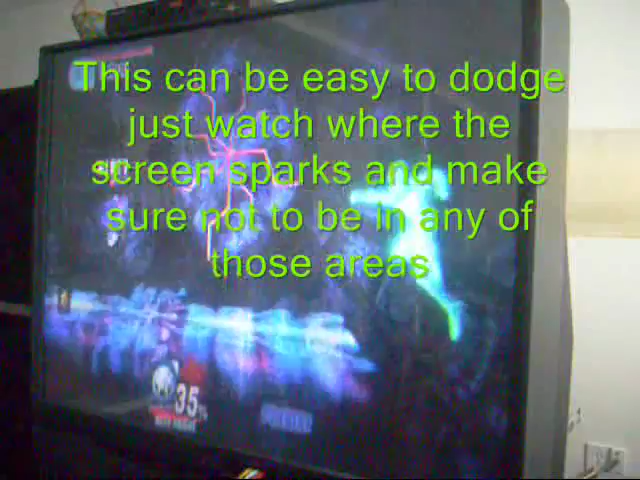 This can be easy to dodge
just watch where the
screen sparks and make
sure not to be in any of
those areas
35%